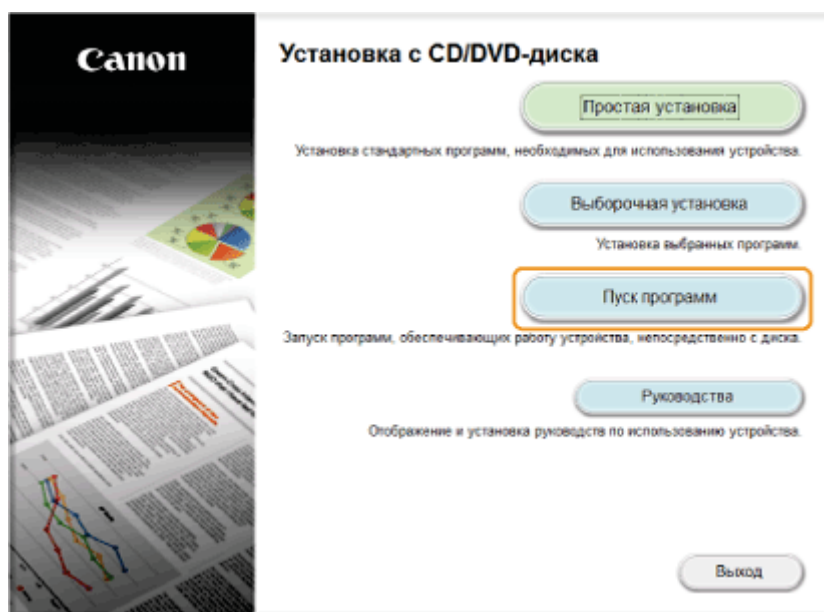 Canon
Установка с CD/DVD-диска
Простая установка
Установка стандартных программ, необходимых для использования устройства.
Выборочная установка
Установка выбранных программ.
Пуск программ
Запуск программ, обеспечивающих работу устройства, непосредственно с диска.
Руководства
Отображение и установка руководств по использованию устройства.
Выход